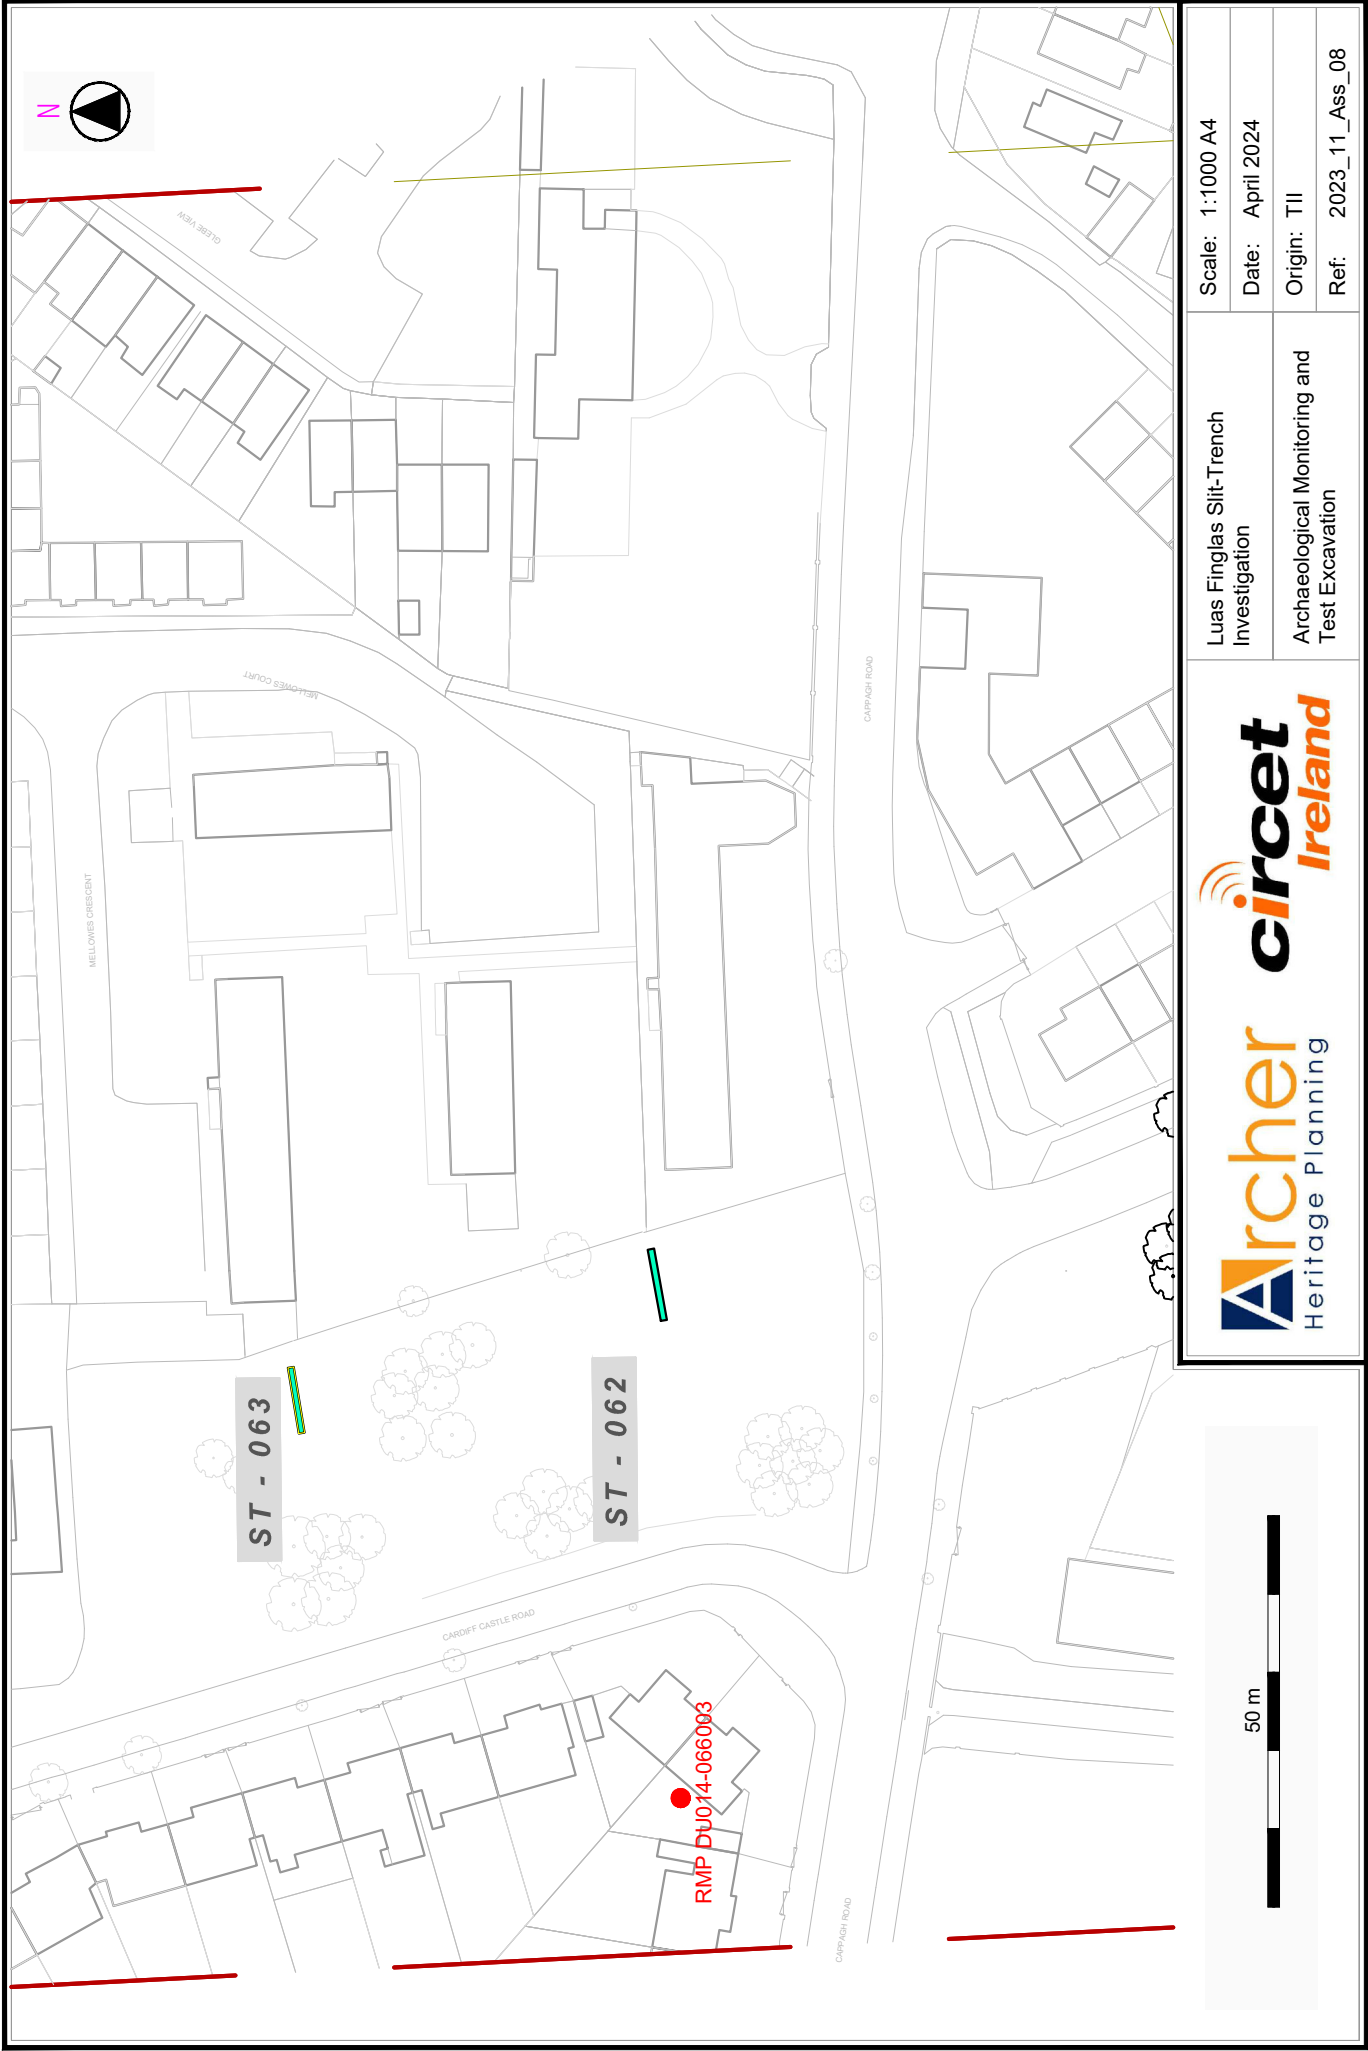 N
GLEBE VIEW
MELLOWES COURT
MELLOWES CRESCENT
CAPPAGH ROAD
ST - 063
ST - 062
CARDIFF CASTLE ROAD
RMP DU014-066003
CAPPAGH ROAD
50 m
Archer
Heritage Planning
circet
Ireland
Luas Finglas Slit-Trench
Investigation
Archaeological Monitoring and
Test Excavation
Scale: 1:1000 A4
Date: April 2024
Origin: TII
Ref: 2023_11_Ass_08